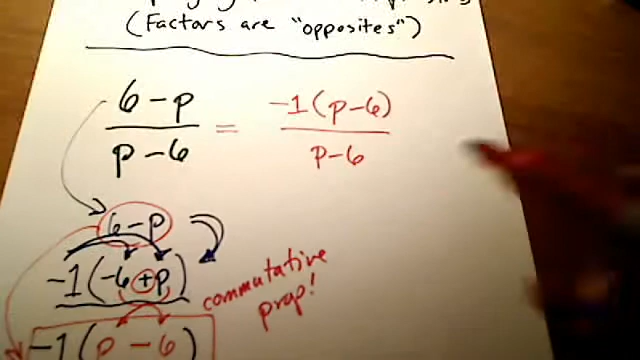 (Factors are "opposites")
6 - p / p - 6 = -1(p - 6) / p - 6
6 - p
-1(-6 + p)
commutative
prop!
-1(p - 6)